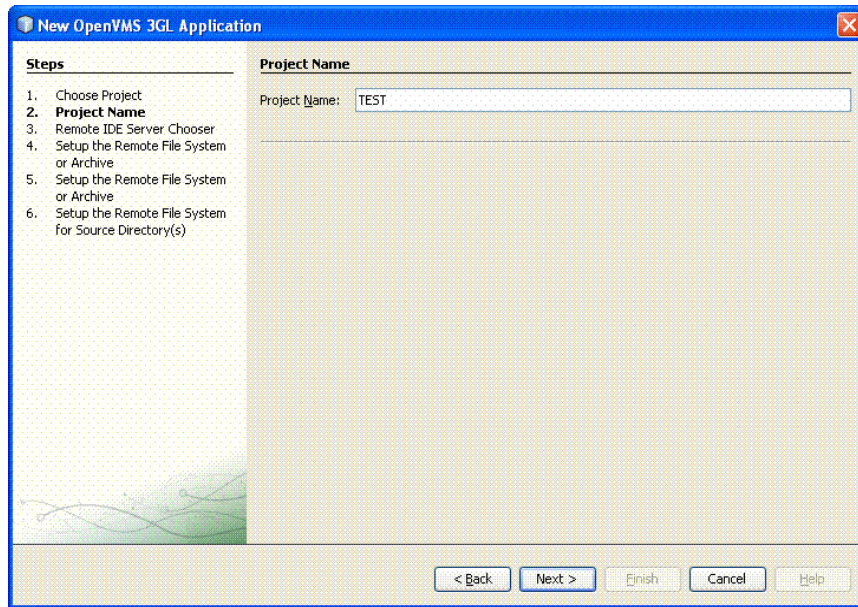 New OpenVMS 3GL Application
Steps
1. Choose Project
2. Project Name
3. Remote IDE Server Chooser
4. Setup the Remote File System
or Archive
5. Setup the Remote File System
or Archive
6. Setup the Remote File System
for Source Directory(s)
Project Name
Project Name: TEST
< Back Next > Finish Cancel Help